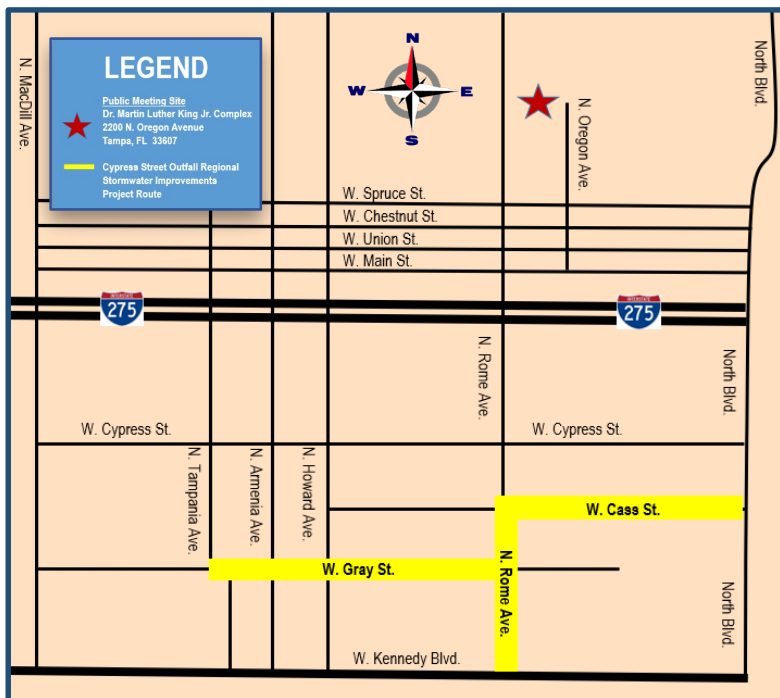 N
W
E
S
LEGEND
Public Meeting Site
Dr. Martin Luther King Jr. Complex
2200 N. Oregon Avenue
Tampa, FL 33607
Cypress Street Outfall Regional
Stormwater Improvements
Project Route
N. MacDill Ave.
N. Oregon Ave.
North Blvd.
W. Spruce St.
W. Chestnut St.
W. Union St.
W. Main St.
INTERSTATE
275
INTERSTATE
275
N. Rome Ave.
North Blvd.
W. Cypress St.
W. Cypress St.
N. Tampania Ave.
N. Armenia Ave.
N. Howard Ave.
W. Cass St.
W. Gray St.
N. Rome Ave.
North Blvd.
W. Kennedy Blvd.